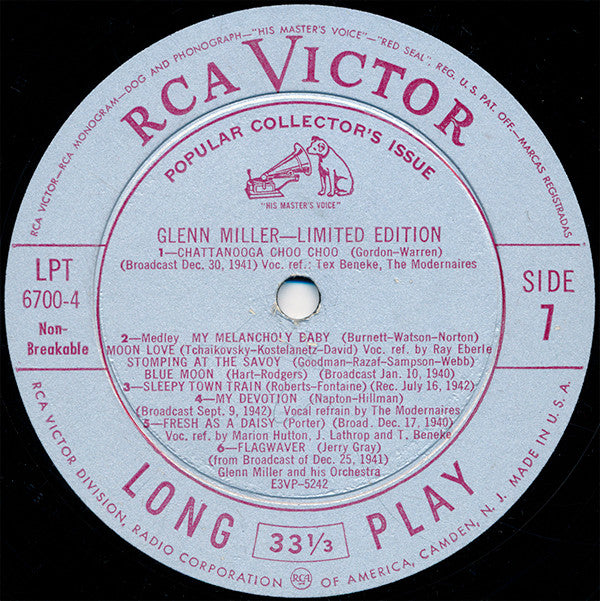 RCA VICTOR—RCA MONOGRAM—DOG AND PHONOGRAPH—"HIS MASTER'S VOICE"—"RED SEAL", REG. U.S. PAT. OFF.—MARCAS REGISTRADAS
RCA VICTOR
POPULAR COLLECTOR'S ISSUE
"HIS MASTER'S VOICE"
GLENN MILLER—LIMITED EDITION
1—CHATTANOOGA CHOO CHOO (Gordon-Warren)
(Broadcast Dec. 30, 1941) Voc. ref.: Tex Beneke, The Modernaires
LPT
6700-4
Non-
Breakable
SIDE
7
2—Medley MY MELANCHOLY BABY (Burnett-Watson-Norton)
MOON LOVE (Tchaikovsky-Kostelanetz-David) Voc. ref. by Ray Eberle
STOMPING AT THE SAVOY (Goodman-Razaf-Sampson-Webb)
BLUE MOON (Hart-Rodgers) (Broadcast Jan. 10, 1940)
3—SLEEPY TOWN TRAIN (Roberts-Fontaine) (Rec. July 16, 1942)
4—MY DEVOTION (Napton-Hillman)
(Broadcast Sept. 9, 1942) Vocal refrain by The Modernaires
5—FRESH AS A DAISY (Porter) (Broad. Dec. 17, 1940)
Voc. ref. by Marion Hutton, J. Lathrop and T. Beneke
6—FLAGWAVER (Jerry Gray)
(from Broadcast of Dec. 25, 1941)
Glenn Miller and his Orchestra
E3VP-5242
LONG 33 1/3 PLAY
RCA VICTOR DIVISION, RADIO CORPORATION RCA OF AMERICA, CAMDEN, N. J. MADE IN U. S. A.